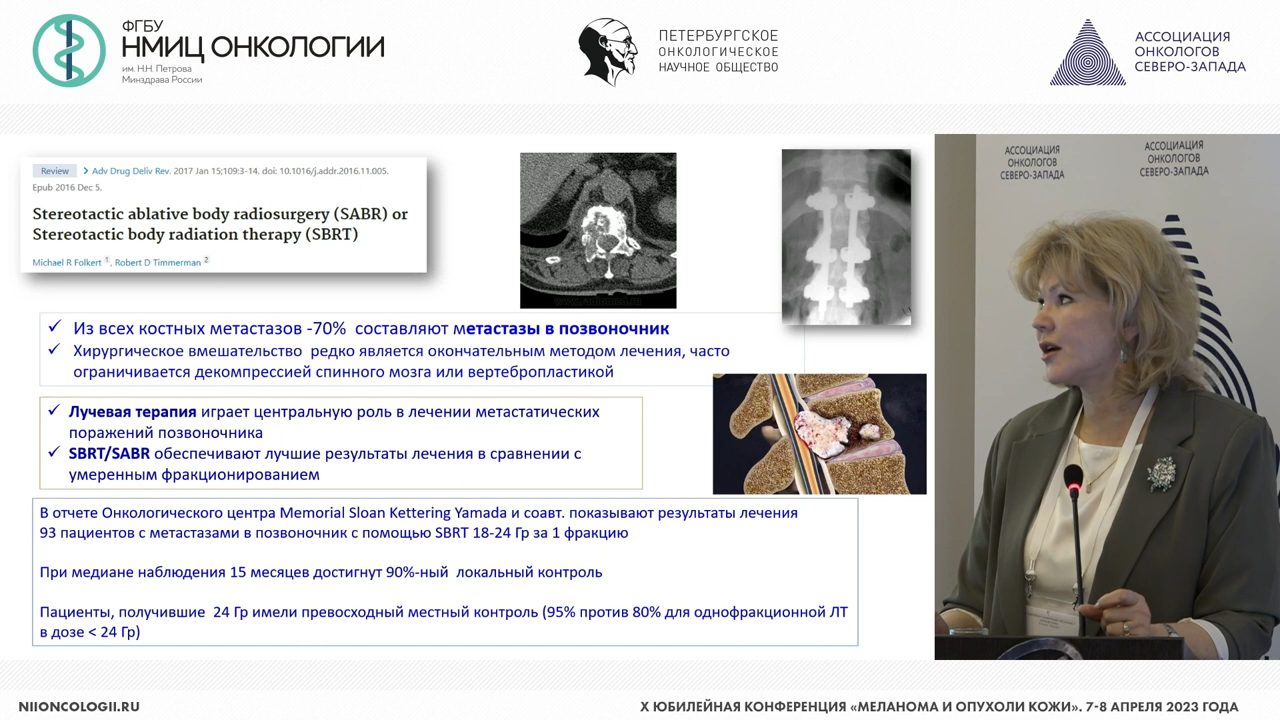 ФГБУ
НМИЦ ОНКОЛОГИИ
им. Н.Н. Петрова
Минздрава России
ПЕТЕРБУРГСКОЕ
ОНКОЛОГИЧЕСКОЕ
НАУЧНОЕ ОБЩЕСТВО
АССОЦИАЦИЯ
ОНКОЛОГОВ
СЕВЕРО-ЗАПАДА
Review
Adv Drug Deliv Rev. 2017 Jan 15;109:3-14. doi: 10.1016/j.addr.2016.11.005.
Epub 2016 Dec 5.
Stereotactic ablative body radiosurgery (SABR) or
Stereotactic body radiation therapy (SBRT)
Michael R Folkert 1, Robert D Timmerman 2
✓ Из всех костных метастазов -70% составляют метастазы в позвоночник
✓ Хирургическое вмешательство редко является окончательным методом лечения, часто
ограничивается декомпрессией спинного мозга или вертебропластикой
✓ Лучевая терапия играет центральную роль в лечении метастатических
поражений позвоночника
✓ SBRT/SABR обеспечивают лучшие результаты лечения в сравнении с
умеренным фракционированием
В отчете Онкологического центра Memorial Sloan Kettering Yamada и соавт. показывают результаты лечения
93 пациентов с метастазами в позвоночник с помощью SBRT 18-24 Гр за 1 фракцию
При медиане наблюдения 15 месяцев достигнут 90%-ный локальный контроль
Пациенты, получившие 24 Гр имели превосходный местный контроль (95% против 80% для однофракционной ЛТ
в дозе < 24 Гр)
АССОЦИАЦИЯ
ОНКОЛОГОВ
СЕВЕРО-ЗАПАДА
АССОЦИАЦИЯ
ОНКОЛОГОВ
СЕВЕРО-ЗАПАДА
NIIONCOLOGII.RU
X ЮБИЛЕЙНАЯ КОНФЕРЕНЦИЯ «МЕЛАНОМА И ОПУХОЛИ КОЖИ». 7-8 АПРЕЛЯ 2023 ГОДА